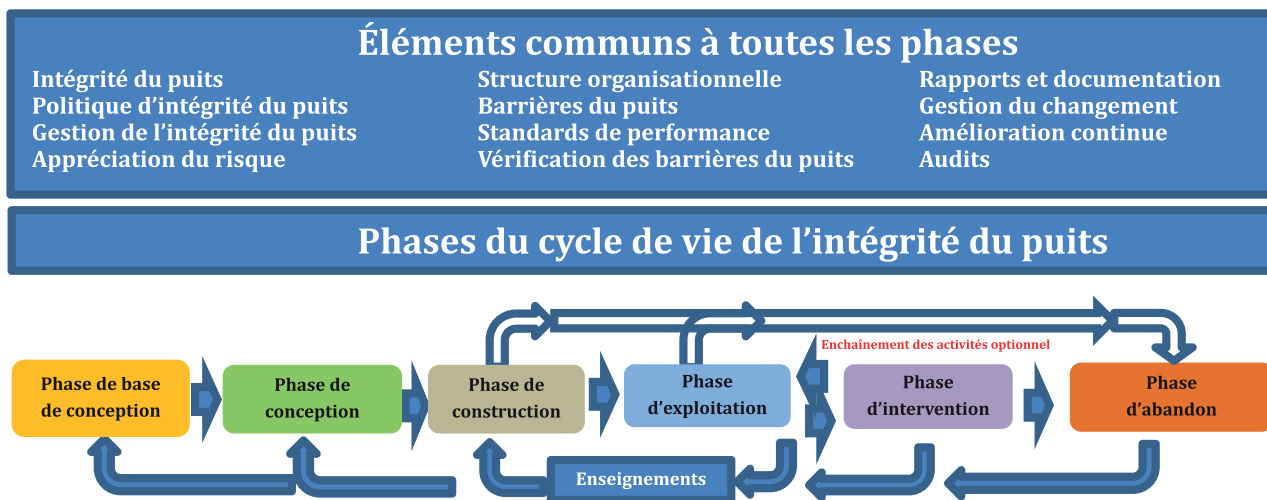 Éléments communs à toutes les phases
Intégrité du puits
Politique d’intégrité du puits
Gestion de l’intégrité du puits
Appréciation du risque
Structure organisationnelle
Barrières du puits
Standards de performance
Vérification des barrières du puits
Rapports et documentation
Gestion du changement
Amélioration continue
Audits
Phases du cycle de vie de l’intégrité du puits
Enchaînement des activités optionnel
Phase de base
de conception
Phase de
conception
Phase de
construction
Phase
d’exploitation
Phase
d’intervention
Phase
d’abandon
Enseignements